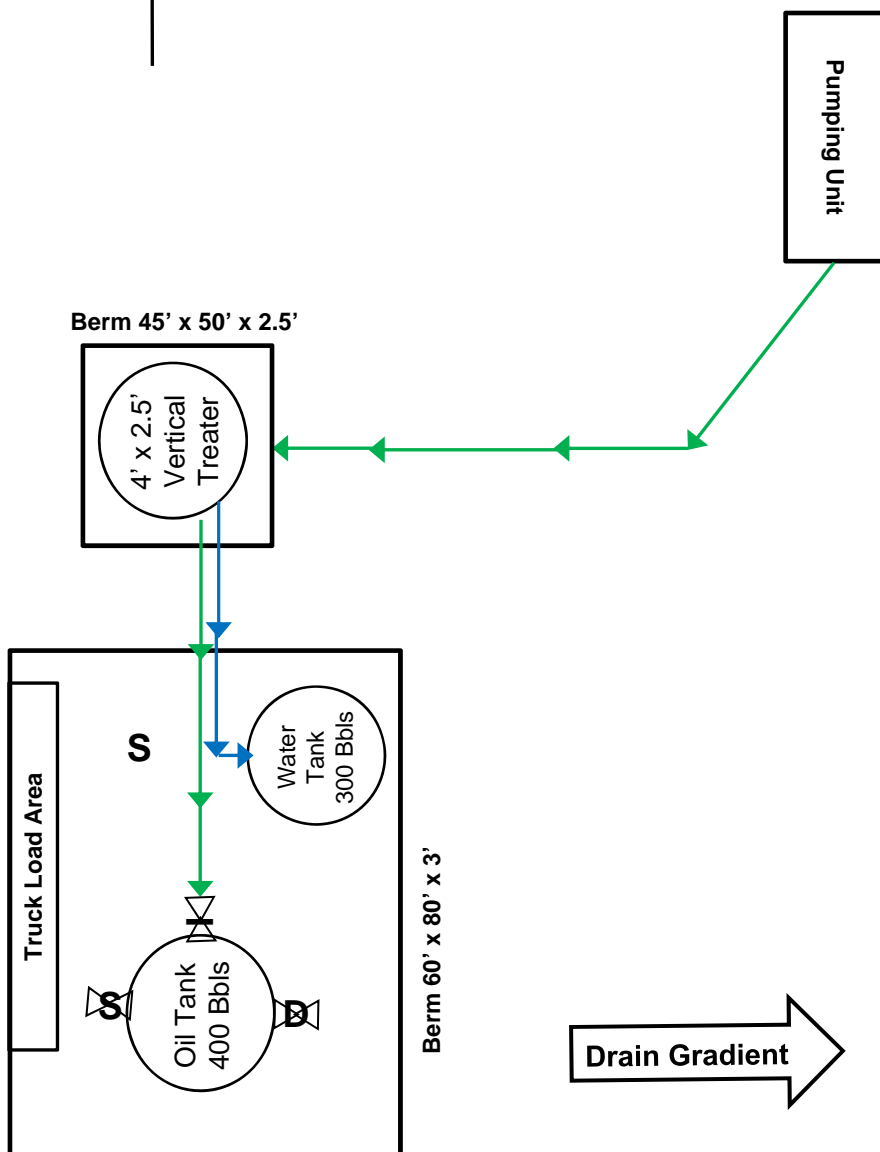 Pumping Unit
Berm 45’ x 50’ x 2.5’
4’ x 2.5’
Vertical
Treater
S
Water
Tank
300 Bbls
Truck Load Area
Berm 60’ x 80’ x 3’
S
Oil Tank
400 Bbls
D
Drain Gradient